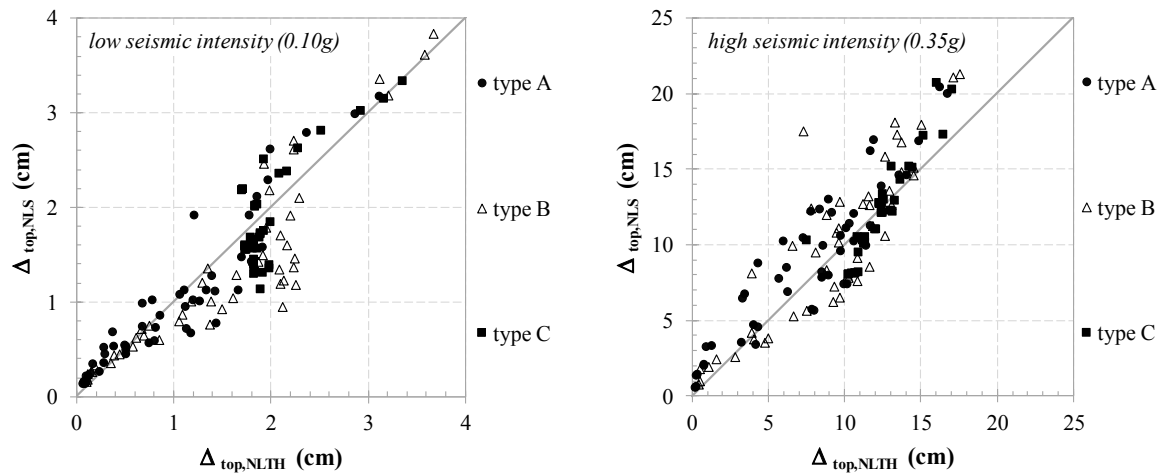 low seismic intensity (0.10g)
4
3
2
1
0
0
1
2
3
4
Δ top,NLS (cm)
Δ top,NLTH (cm)
type A
type B
type C
high seismic intensity (0.35g)
25
20
15
10
5
0
0
5
10
15
20
25
Δ top,NLS (cm)
Δ top,NLTH (cm)
type A
type B
type C